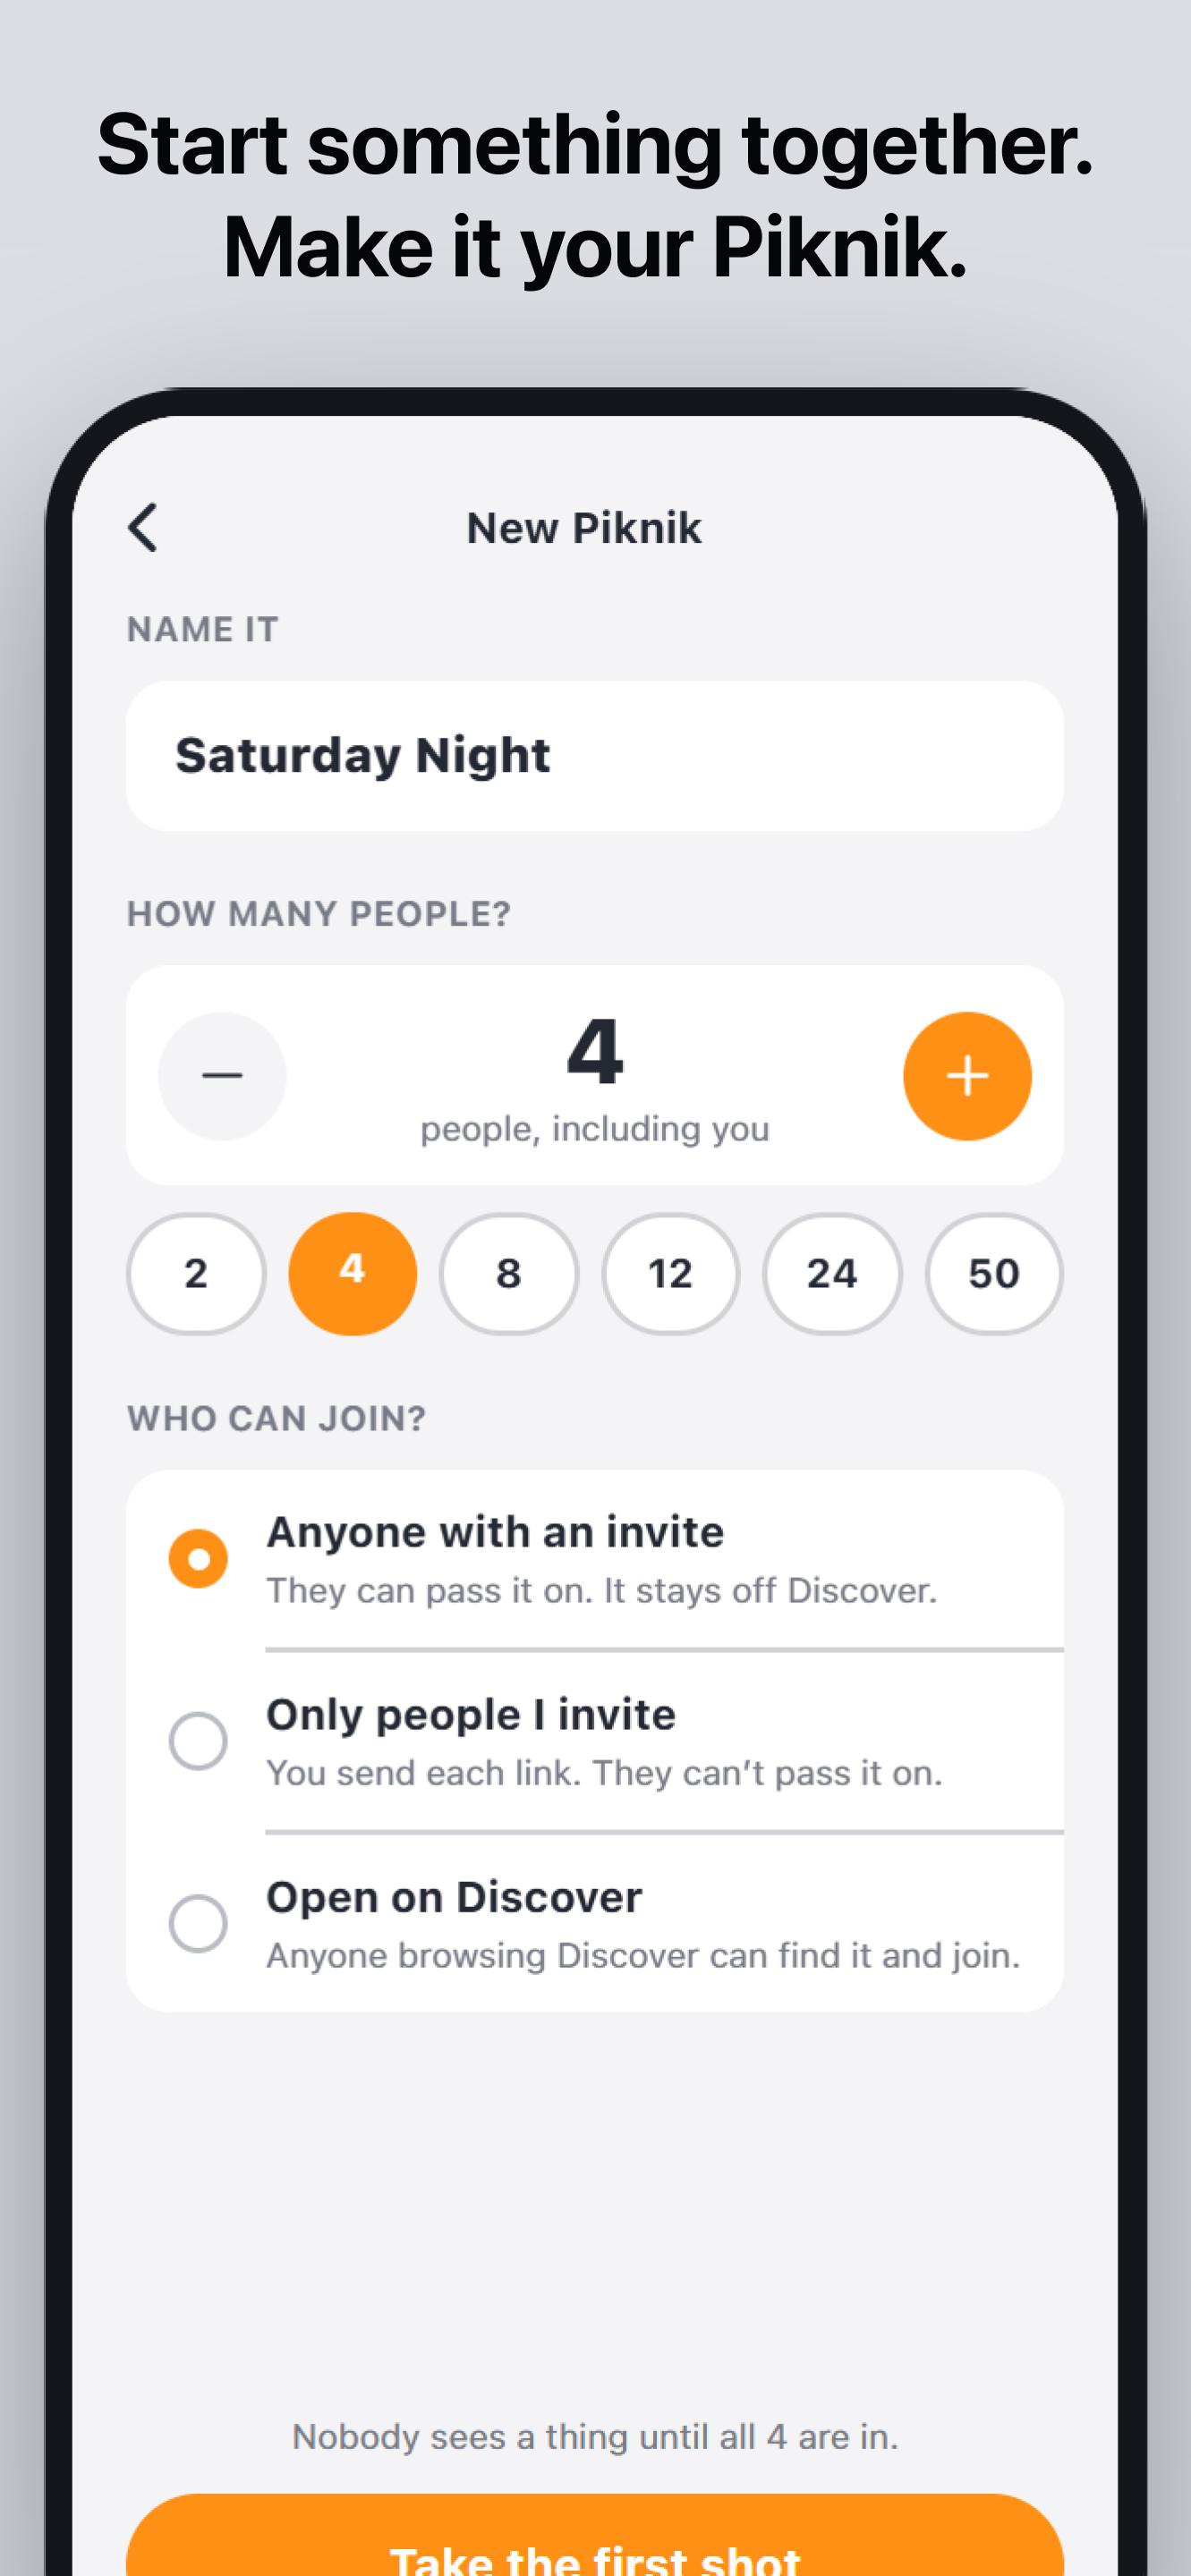 Start something together.
Make it your Piknik.
New Piknik
NAME IT
Saturday Night
HOW MANY PEOPLE?
4
people, including you
2 4 8 12 24 50
WHO CAN JOIN?
Anyone with an invite
They can pass it on. It stays off Discover.
Only people I invite
You send each link. They can’t pass it on.
Open on Discover
Anyone browsing Discover can find it and join.
Nobody sees a thing until all 4 are in.
Take the first shot